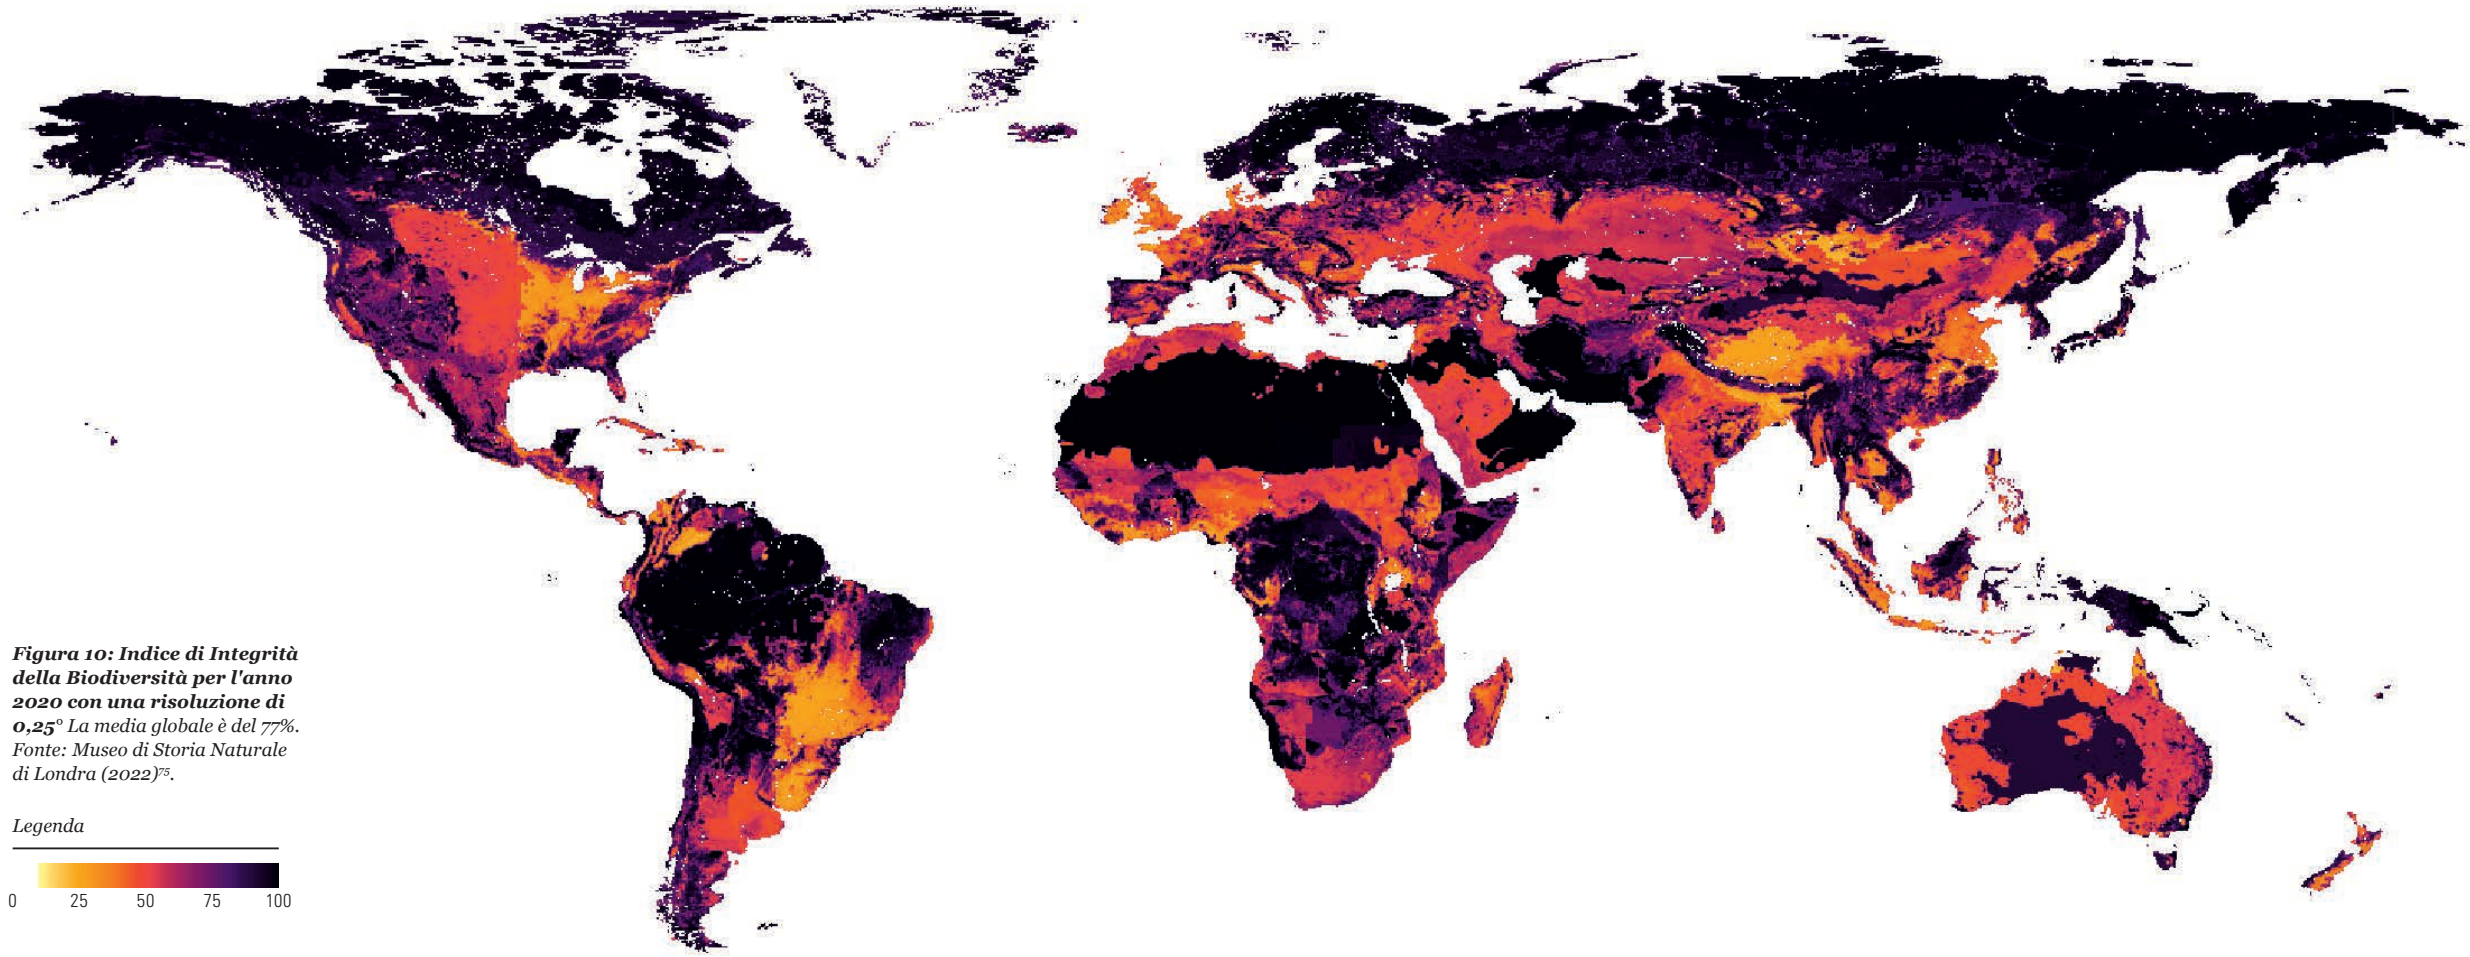 Figura 10: Indice di Integrità
della Biodiversità per l'anno
2020 con una risoluzione di
0,25° La media globale è del 77%.
Fonte: Museo di Storia Naturale
di Londra (2022)⁷⁵.
Legenda
0 25 50 75 100